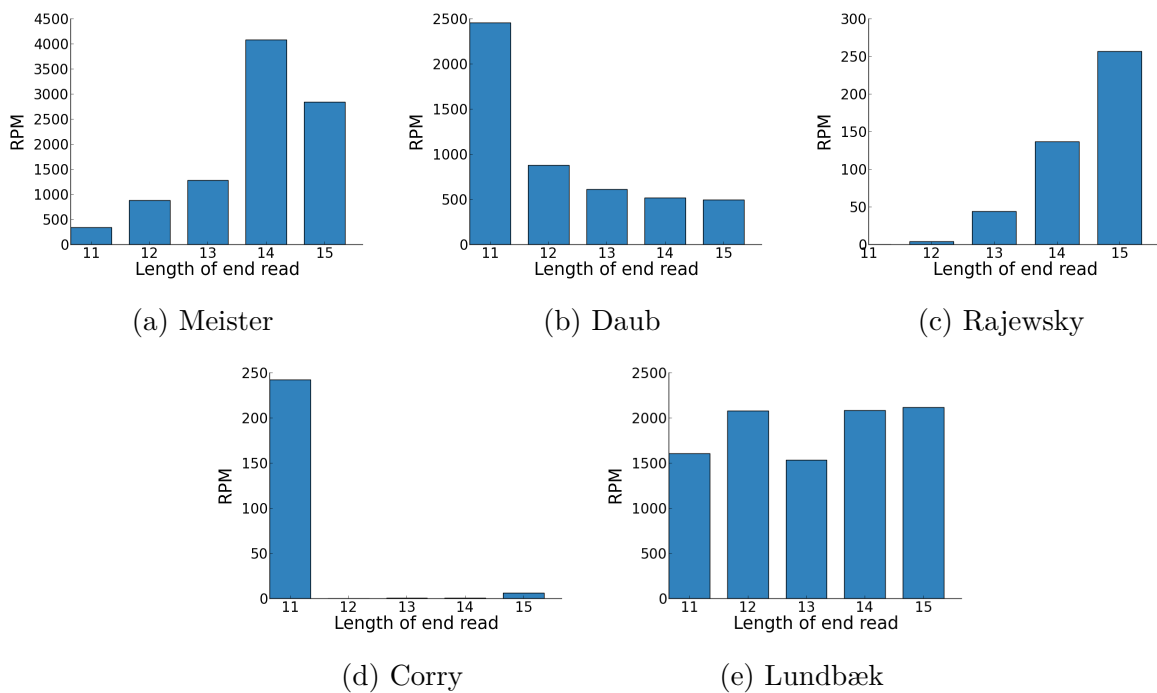 4500
4000
3500
3000
2500
2000
1500
1000
500
0
RPM
11 12 13 14 15
Length of end read
(a) Meister
2500
2000
1500
1000
500
0
RPM
11 12 13 14 15
Length of end read
(b) Daub
300
250
200
150
100
50
0
RPM
11 12 13 14 15
Length of end read
(c) Rajewsky
250
200
150
100
50
0
RPM
11 12 13 14 15
Length of end read
(d) Corry
2500
2000
1500
1000
500
0
RPM
11 12 13 14 15
Length of end read
(e) Lundbæk